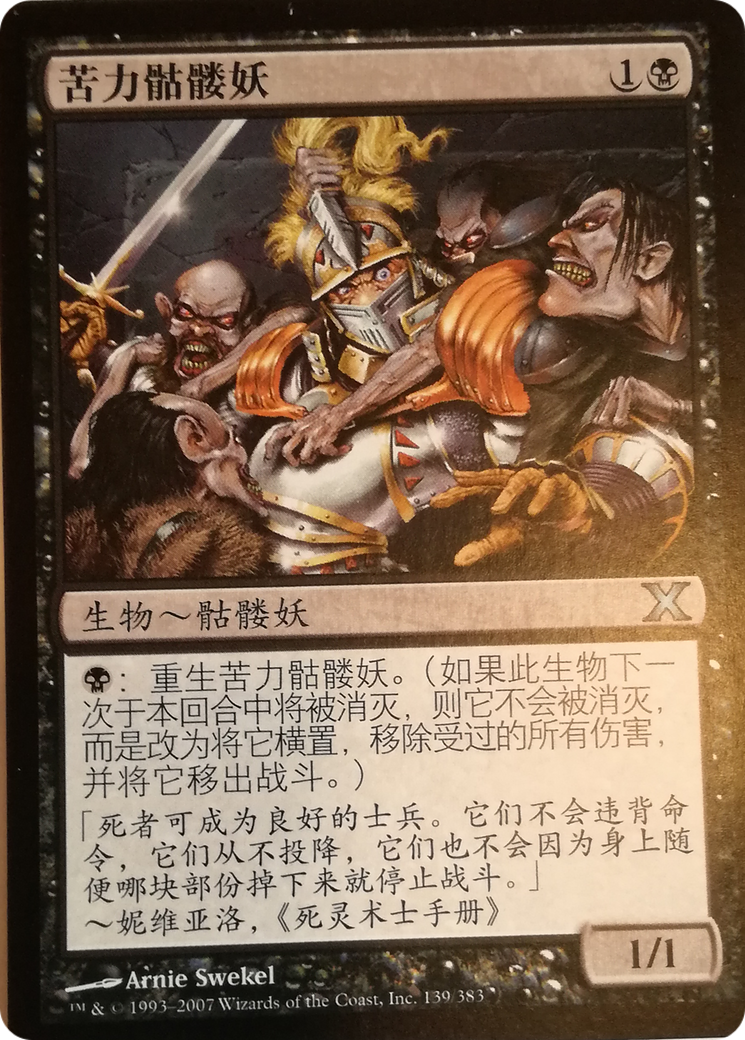 苦力骷髅妖 1
生物～骷髅妖
X
：重生苦力骷髅妖。（如果此生物下一
次于本回合中将被消灭，则它不会被消灭，
而是改为将它横置，移除受过的所有伤害，
并将它移出战斗。）
「死者可成为良好的士兵。它们不会违背命
令，它们从不投降，它们也不会因为身上随
便哪块部份掉下来就停止战斗。」
～妮维亚洛，《死灵术士手册》
1/1
Arnie Swekel
™ & © 1993–2007 Wizards of the Coast, Inc. 139/383